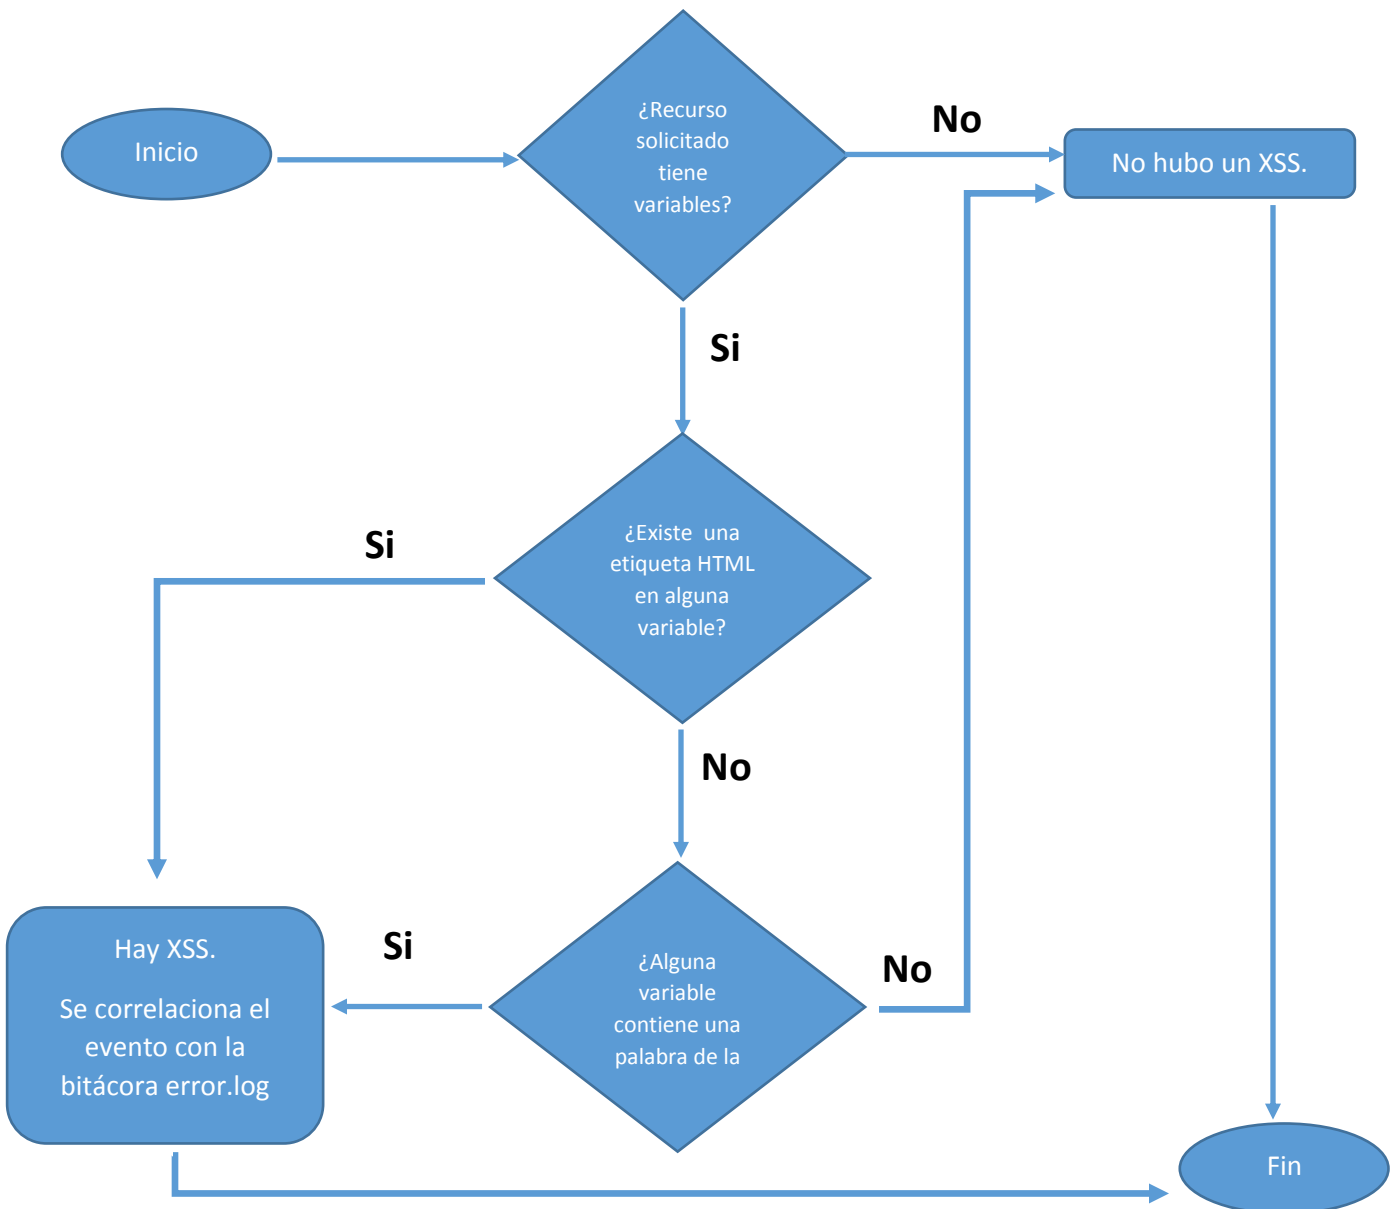 Inicio
¿Recurso
solicitado
tiene
variables?
No
No hubo un XSS.
Si
Si
¿Existe una
etiqueta HTML
en alguna
variable?
No
Hay XSS.
Se correlaciona el
evento con la
bitácora error.log
Si
¿Alguna
variable
contiene una
palabra de la
No
Fin